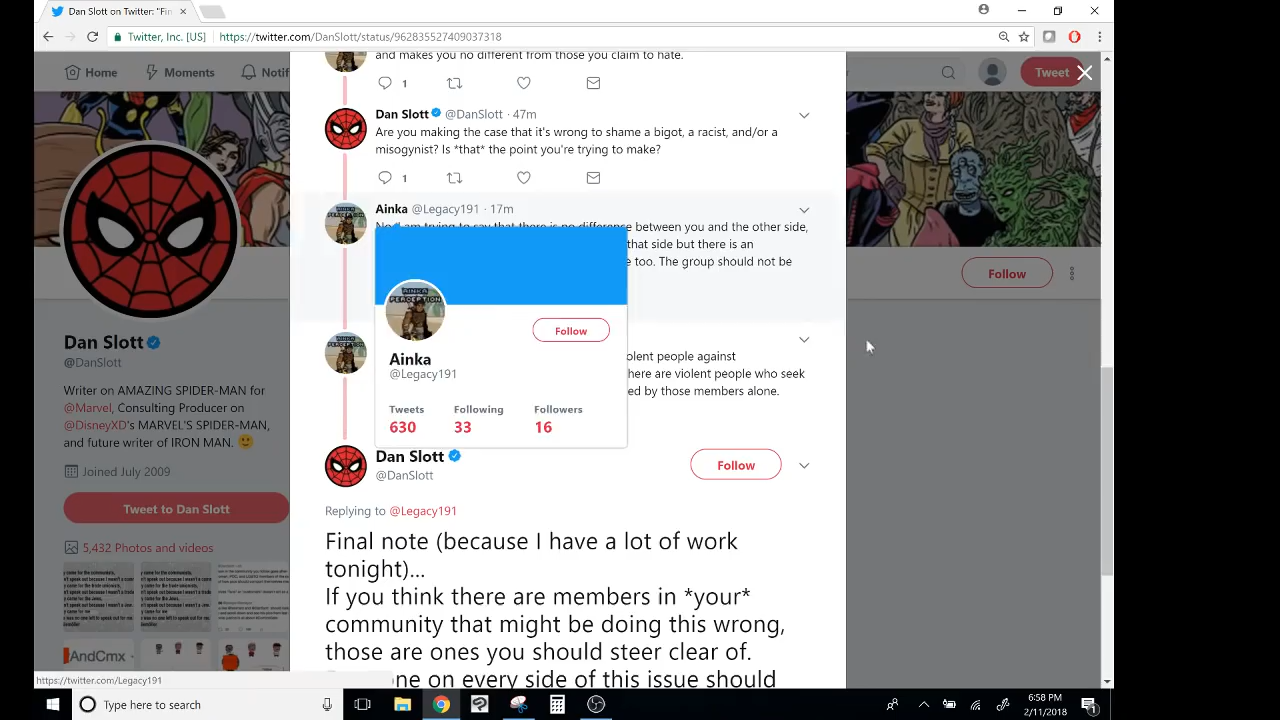 Dan Slott on Twitter: "Fin
Twitter, Inc. [US]
https://twitter.com/DanSlott/status/962835527409037318
Home
Moments
Notif
Tweet
and makes you no different from those you claim to hate.
1
Dan Slott @DanSlott · 47m
Are you making the case that it's wrong to shame a bigot, a racist, and/or a
misogynist? Is *that* the point you're trying to make?
1
Ainka @Legacy191 · 17m
No I am trying to say that there is no difference between you and the other side,
that side but there is an
too. The group should not be
Follow
Ainka
@Legacy191
Tweets Following Followers
630 33 16
people against
here are violent people who seek
ed by those members alone.
Dan Slott
@DanSlott
Follow
Replying to @Legacy191
Final note (because I have a lot of work
tonight)...
If you think there are members in *your*
community that might be doing this wrong,
those are ones you should steer clear of.
on every side of this issue should
Dan Slott
@DanSlott
Writer on AMAZING SPIDER-MAN for
@Marvel, Consulting Producer on
@DisneyXD's MARVEL'S SPIDER-MAN,
and future writer of IRON MAN. 🙂
Joined July 2009
Tweet to Dan Slott
5,432 Photos and videos
AndCmx
Follow
https://twitter.com/Legacy191
Type here to search
6:58 PM
2/11/2018